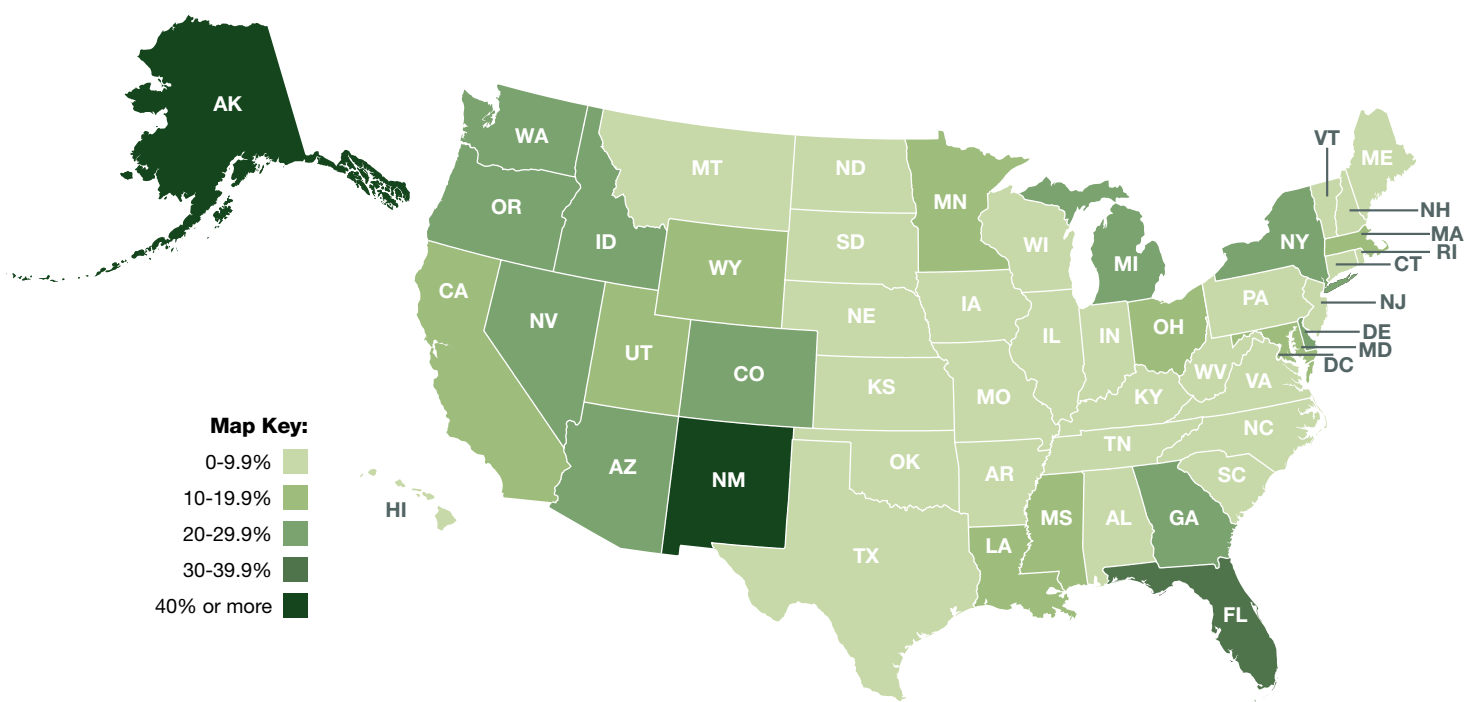 AK
WA
MT
ND
MN
VT
ME
OR
ID
SD
WI
MI
NY
NH
MA
RI
CT
CA
WY
NE
IA
PA
NJ
NV
UT
CO
IL
IN
OH
DE
MD
DC
KS
MO
WV
VA
KY
Map Key:
0-9.9%
10-19.9%
20-29.9%
30-39.9%
40% or more
HI
AZ
NM
OK
AR
TN
NC
SC
TX
LA
MS
AL
GA
FL